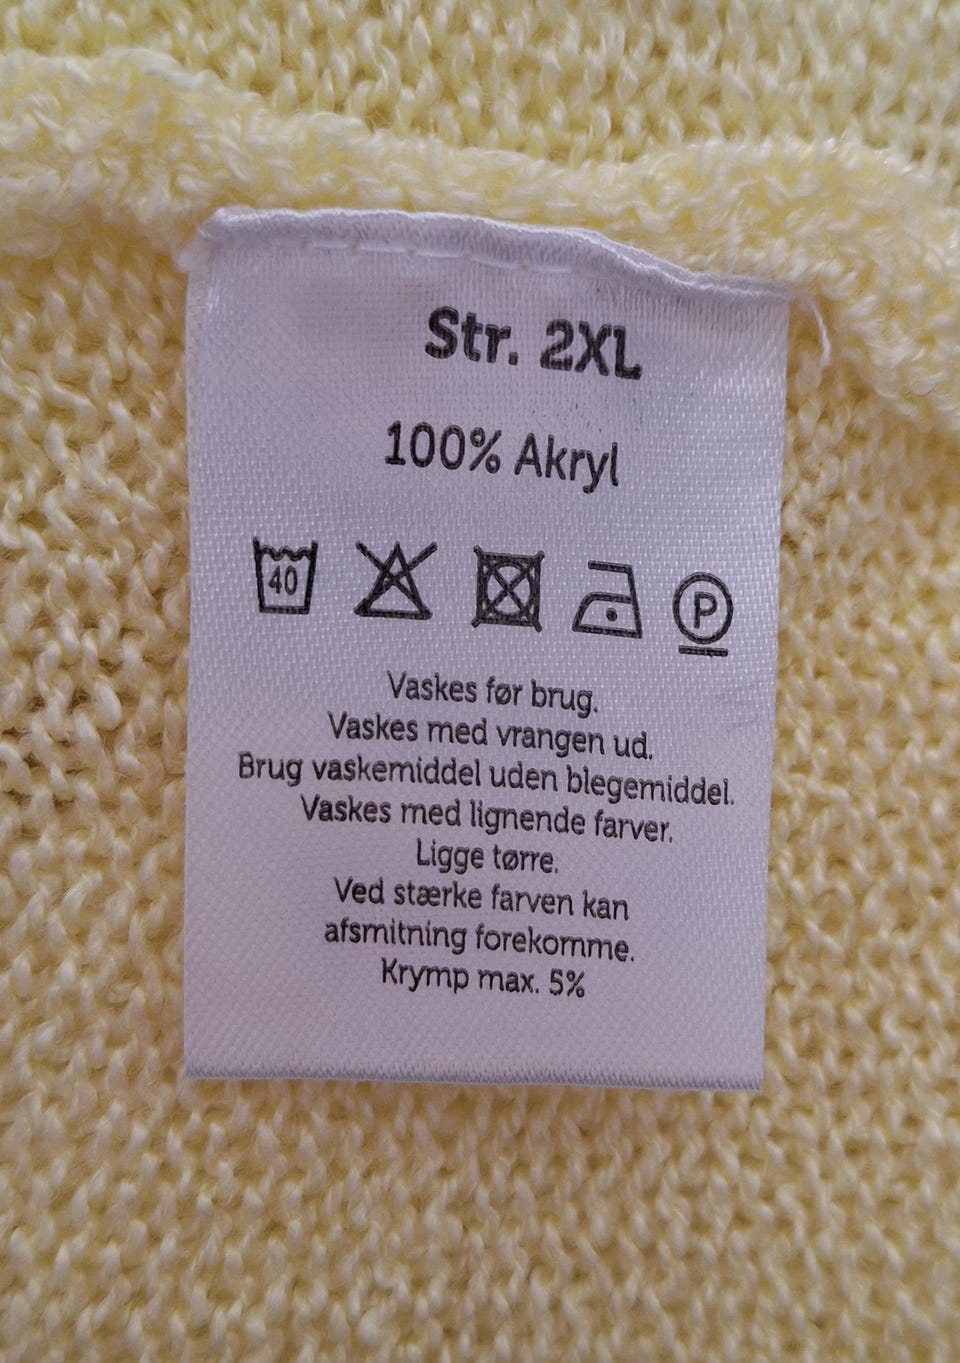 Str. 2XL
100% Akryl
40
P
Vaskes før brug.
Vaskes med vrangen ud.
Brug vaskemiddel uden blegemiddel.
Vaskes med lignende farver.
Ligge tørre.
Ved stærke farven kan
afsmitning forekomme.
Krymp max. 5%